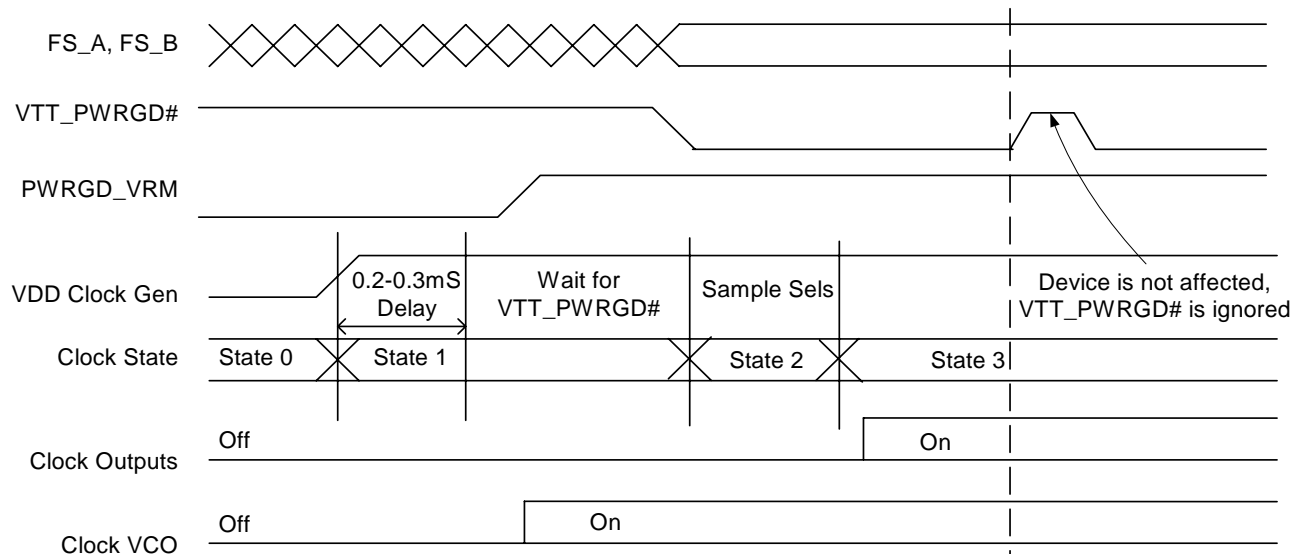 FS_A, FS_B
VTT_PWRGD#
PWRGD_VRM
VDD Clock Gen
0.2-0.3mS
Delay
Wait for
VTT_PWRGD#
Sample Sels
Device is not affected,
VTT_PWRGD# is ignored
Clock State
State 0
State 1
State 2
State 3
Clock Outputs
Off
On
Clock VCO
Off
On